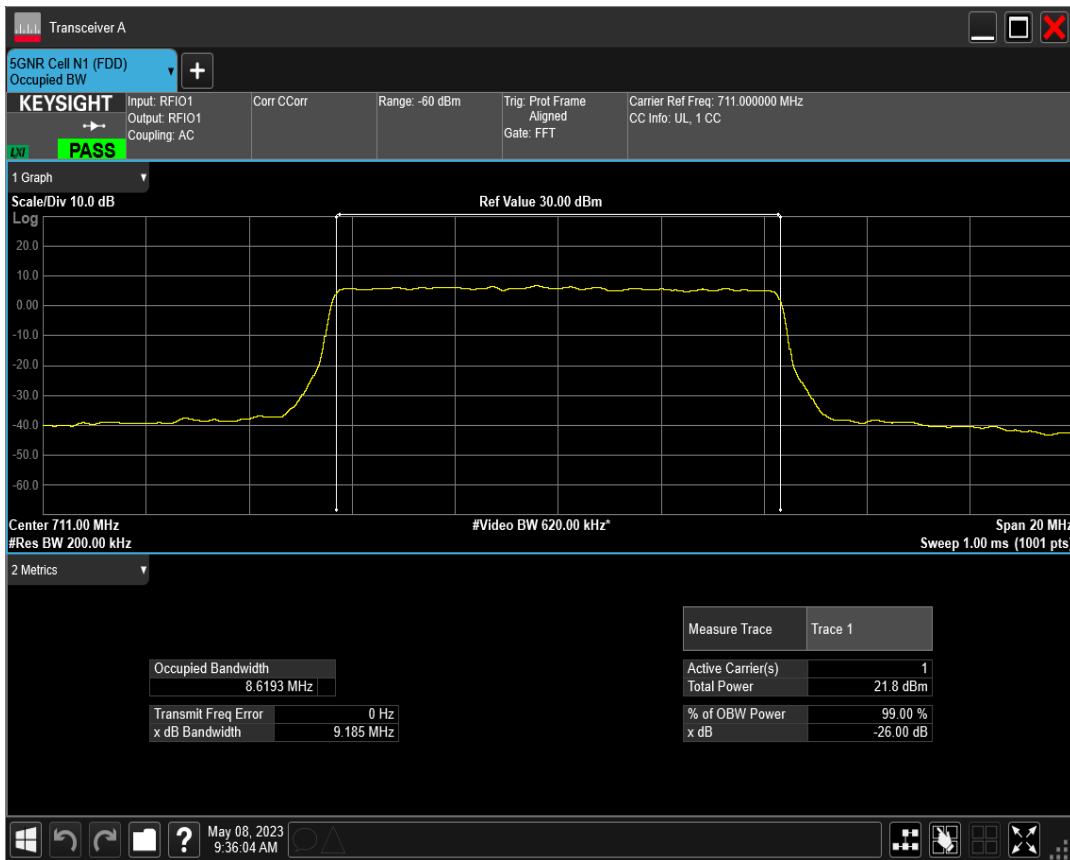 Transceiver A
5GNR Cell N1 (FDD)
Occupied BW
+
KEYSIGHT
LXI
PASS
Input: RFIO1
Output: RFIO1
Coupling: AC
Corr CCorr
Range: -60 dBm
Trig: Prot Frame
Aligned
Gate: FFT
Carrier Ref Freq: 711.000000 MHz
CC Info: UL, 1 CC
1 Graph
Scale/Div 10.0 dB
Ref Value 30.00 dBm
Log
20.0
10.0
0.00
-10.0
-20.0
-30.0
-40.0
-50.0
-60.0
Center 711.00 MHz
#Video BW 620.00 kHz*
Span 20 MHz
#Res BW 200.00 kHz
Sweep 1.00 ms (1001 pts)
2 Metrics
Measure Trace Trace 1
Occupied Bandwidth
8.6193 MHz
Active Carrier(s) 1
Total Power 21.8 dBm
Transmit Freq Error 0 Hz
x dB Bandwidth 9.185 MHz
% of OBW Power 99.00 %
x dB -26.00 dB
?
May 08, 2023
9:36:04 AM